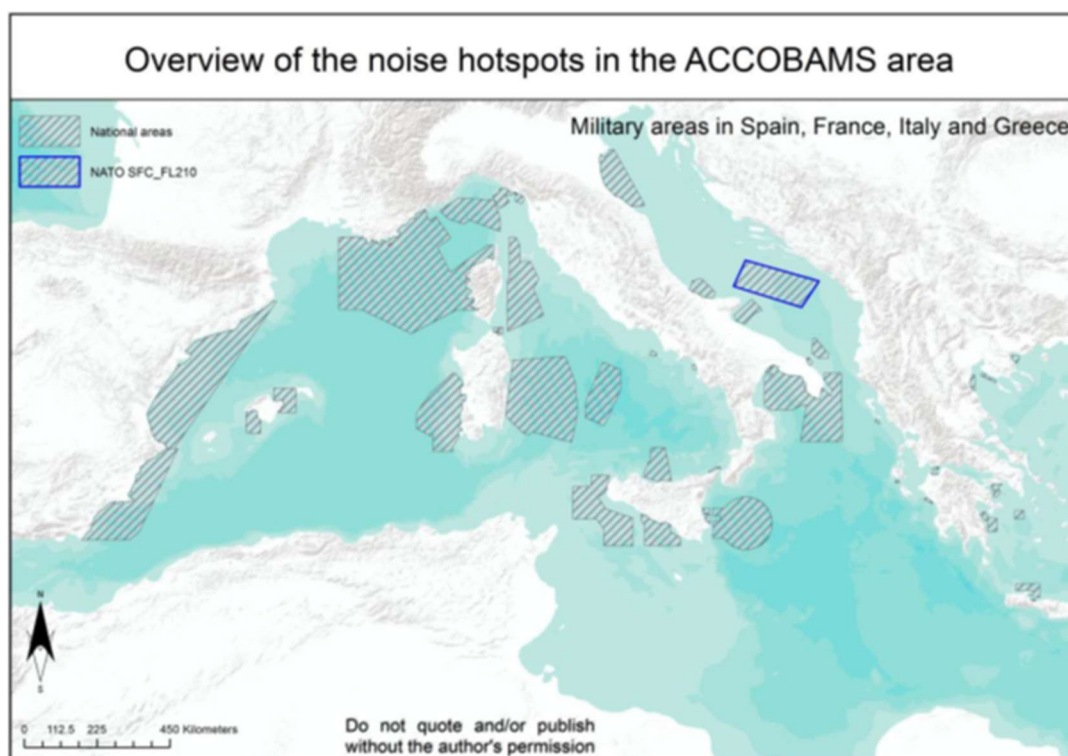 Overview of the noise hotspots in the ACCOBAMS area
Military areas in Spain, France, Italy and Greece
National areas
NATO SFC_FL210
N
S
0 112.5 225 450 Kilometers
Do not quote and/or publish
without the author's permission